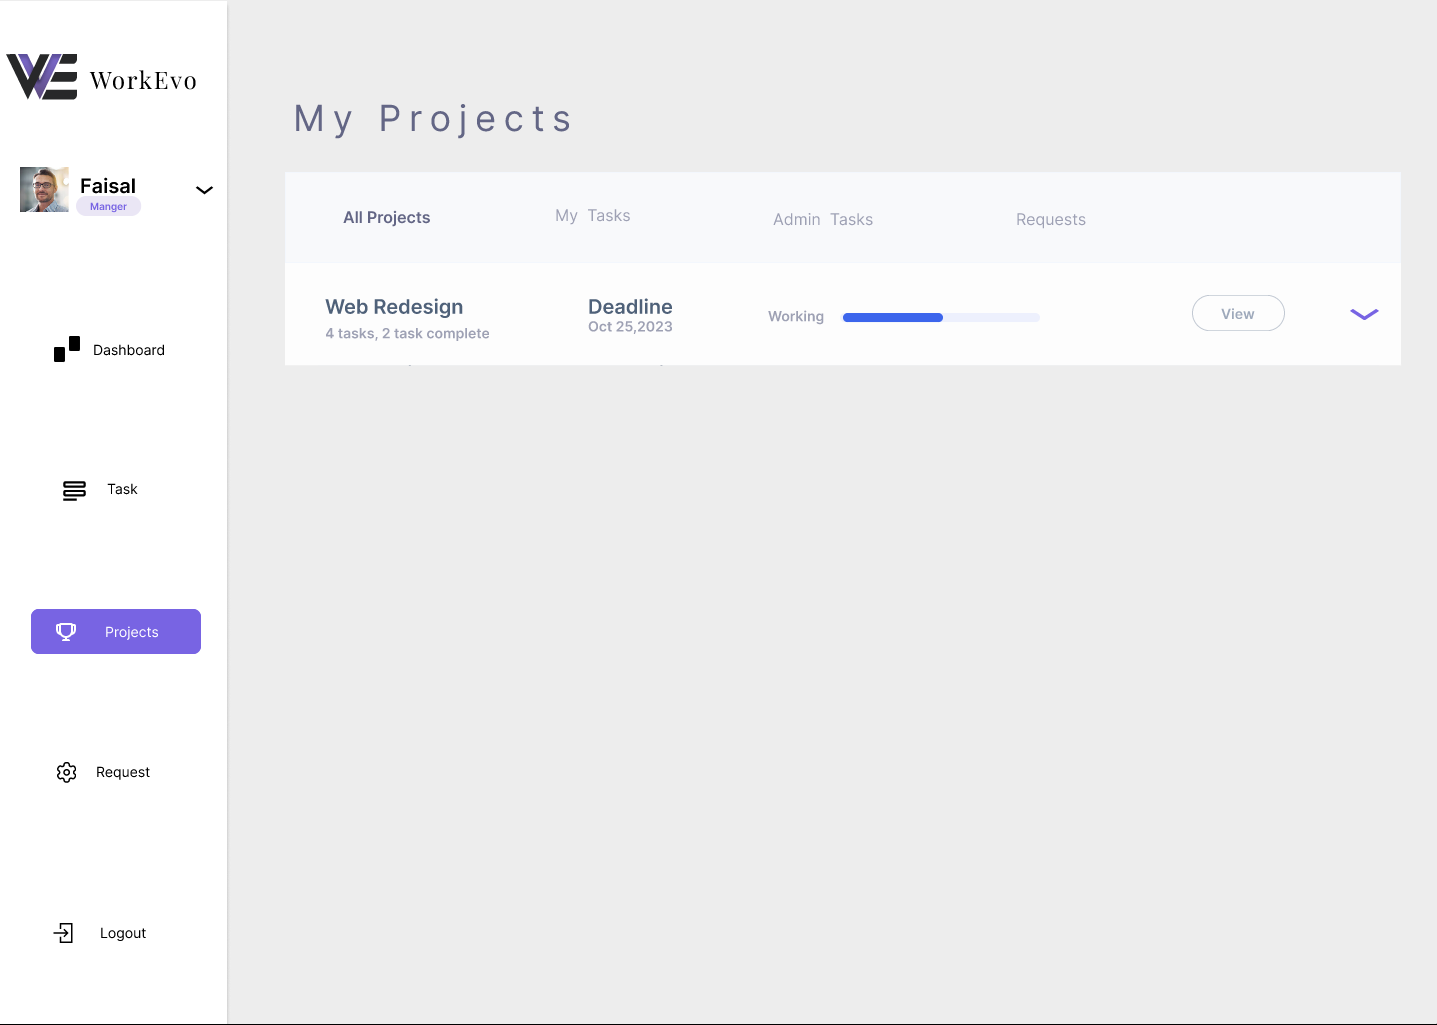 WorkEvo
Faisal
Manger
Dashboard
Task
Projects
Request
Logout
My Projects
All Projects
My Tasks
Admin Tasks
Requests
Web Redesign
4 tasks, 2 task complete
Deadline
Oct 25,2023
Working
View